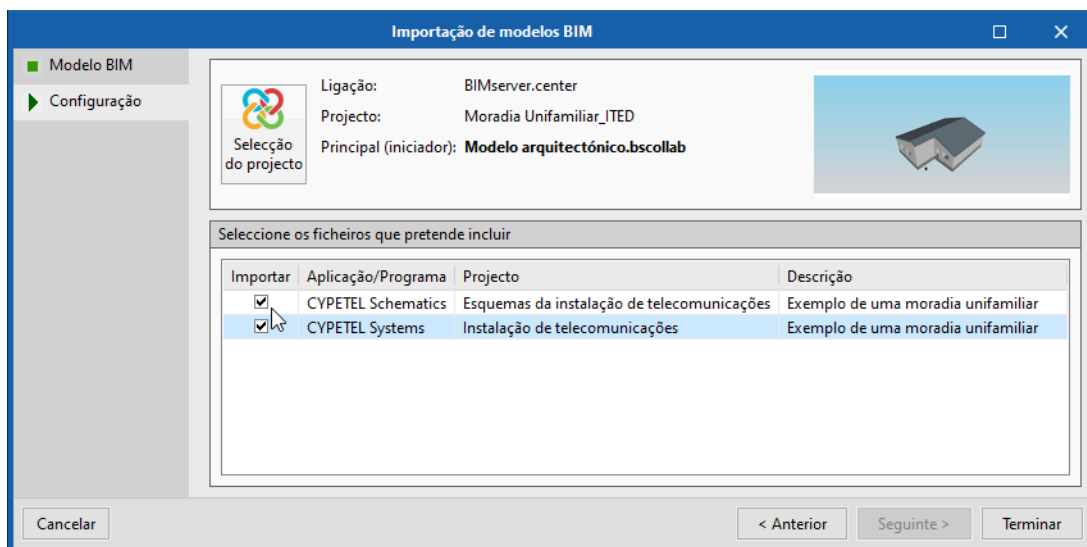 Importação de modelos BIM
Modelo BIM
Configuração
Selecção
do projecto
Ligação: BIMserver.center
Projecto: Moradia Unifamiliar_ITED
Principal (iniciador): Modelo arquitectónico.bscollab
Seleccione os ficheiros que pretende incluir
Importar Aplicação/Programa Projecto Descrição
CYPETEL Schematics Esquemas da instalação de telecomunicações Exemplo de uma moradia unifamiliar
CYPETEL Systems Instalação de telecomunicações Exemplo de uma moradia unifamiliar
Cancelar < Anterior Seguinte > Terminar